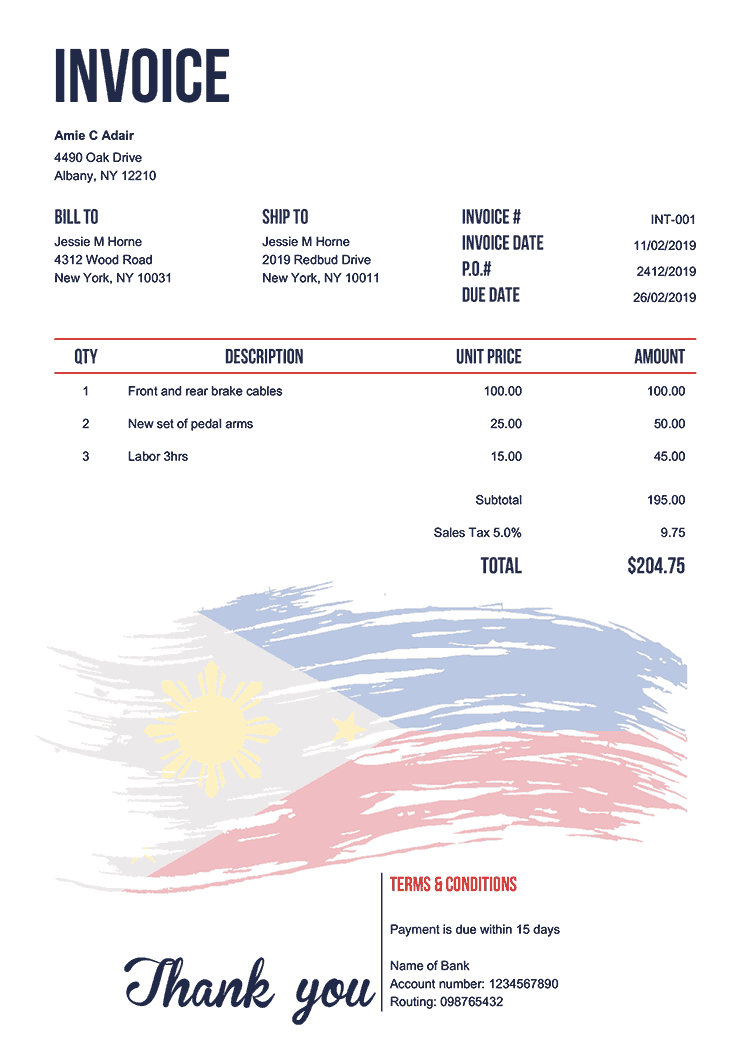 INVOICE
Amie C Adair
4490 Oak Drive
Albany, NY 12210
BILL TO
Jessie M Horne
4312 Wood Road
New York, NY 10031
SHIP TO
Jessie M Horne
2019 Redbud Drive
New York, NY 10011
INVOICE # INT-001
INVOICE DATE 11/02/2019
P.O.# 2412/2019
DUE DATE 26/02/2019
QTY DESCRIPTION UNIT PRICE AMOUNT
1 Front and rear brake cables 100.00 100.00
2 New set of pedal arms 25.00 50.00
3 Labor 3hrs 15.00 45.00
Subtotal 195.00
Sales Tax 5.0% 9.75
TOTAL $204.75
TERMS & CONDITIONS
Payment is due within 15 days
Name of Bank
Account number: 1234567890
Routing: 098765432
Thank you